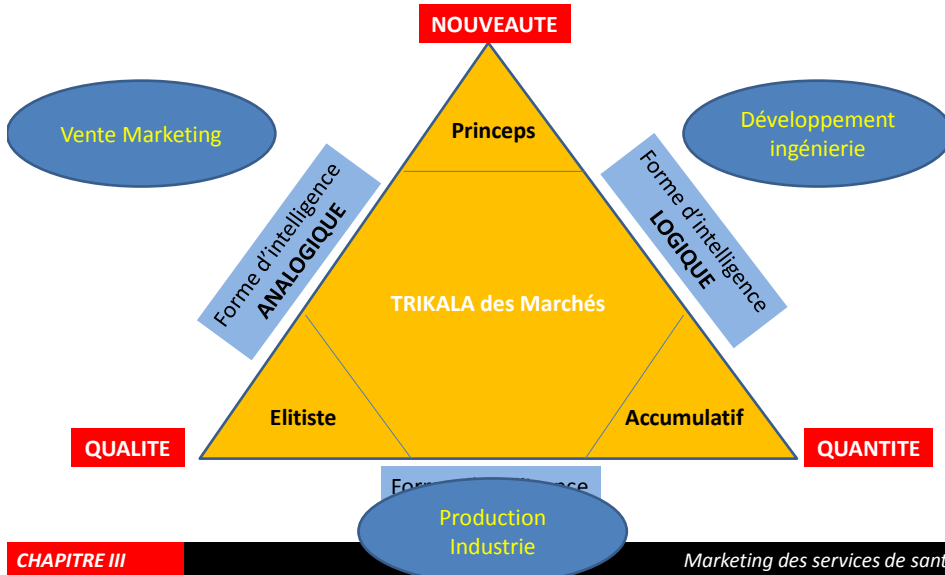 NOUVEAUTE
Vente Marketing
Développement
ingénierie
Princeps
Forme d'intelligence
ANALOGIQUE
Forme d'intelligence
LOGIQUE
TRIKALA des Marchés
Elitiste
Accumulatif
QUALITE
QUANTITE
Production
Industrie
CHAPITRE III
Marketing des services de sant